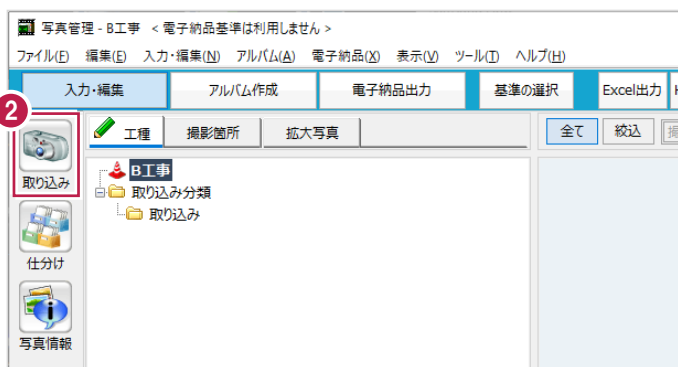 写真管理 - B工事 < 電子納品基準は利用しません >
ファイル(F) 編集(E) 入力・編集(N) アルバム(A) 電子納品(X) 表示(V) ツール(T) ヘルプ(H)
入力・編集 アルバム作成 電子納品出力 基準の選択 Excel出力
2
工種 撮影箇所 拡大写真 全て 絞込
取り込み
B工事
取り込み分類
取り込み
仕分け
写真情報